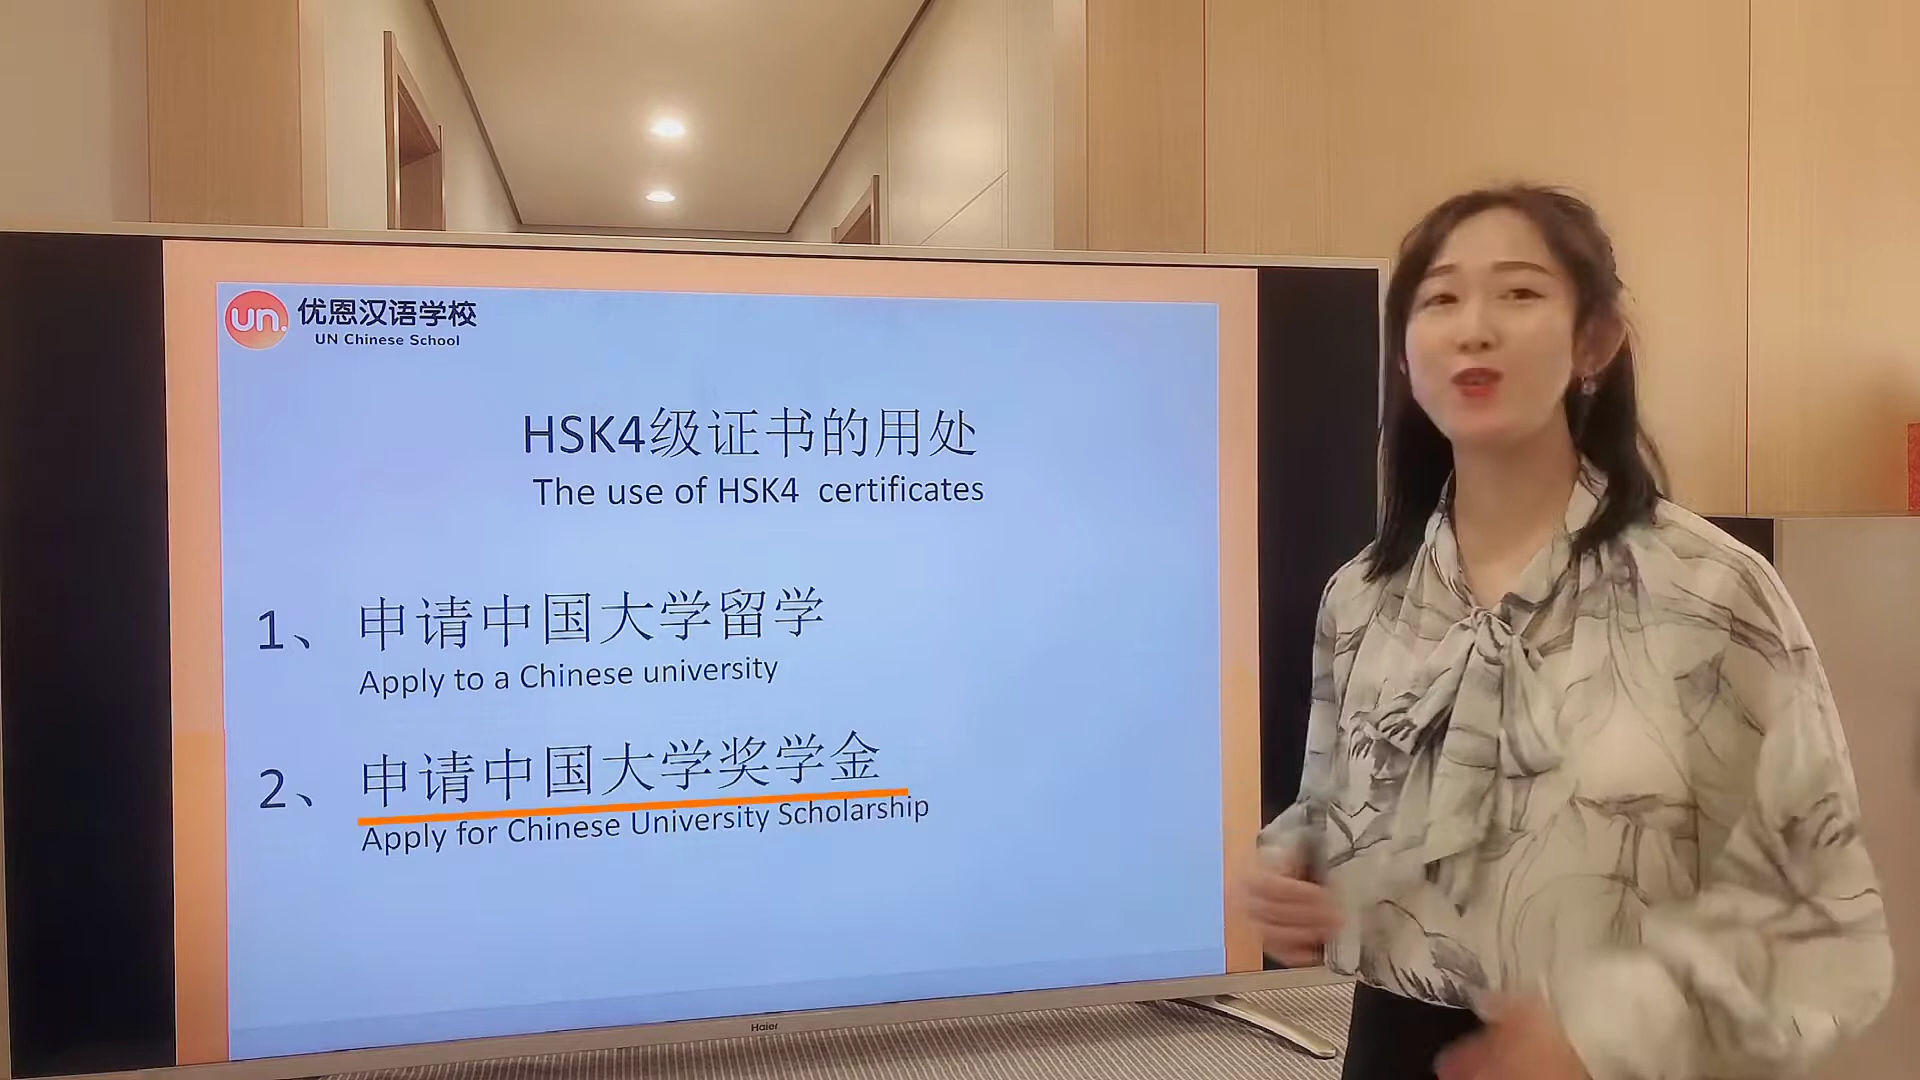 un.
优恩汉语学校
UN Chinese School
HSK4级证书的用处
The use of HSK4 certificates
1、 申请中国大学留学
Apply to a Chinese university
2、 申请中国大学奖学金
Apply for Chinese University Scholarship
Haier